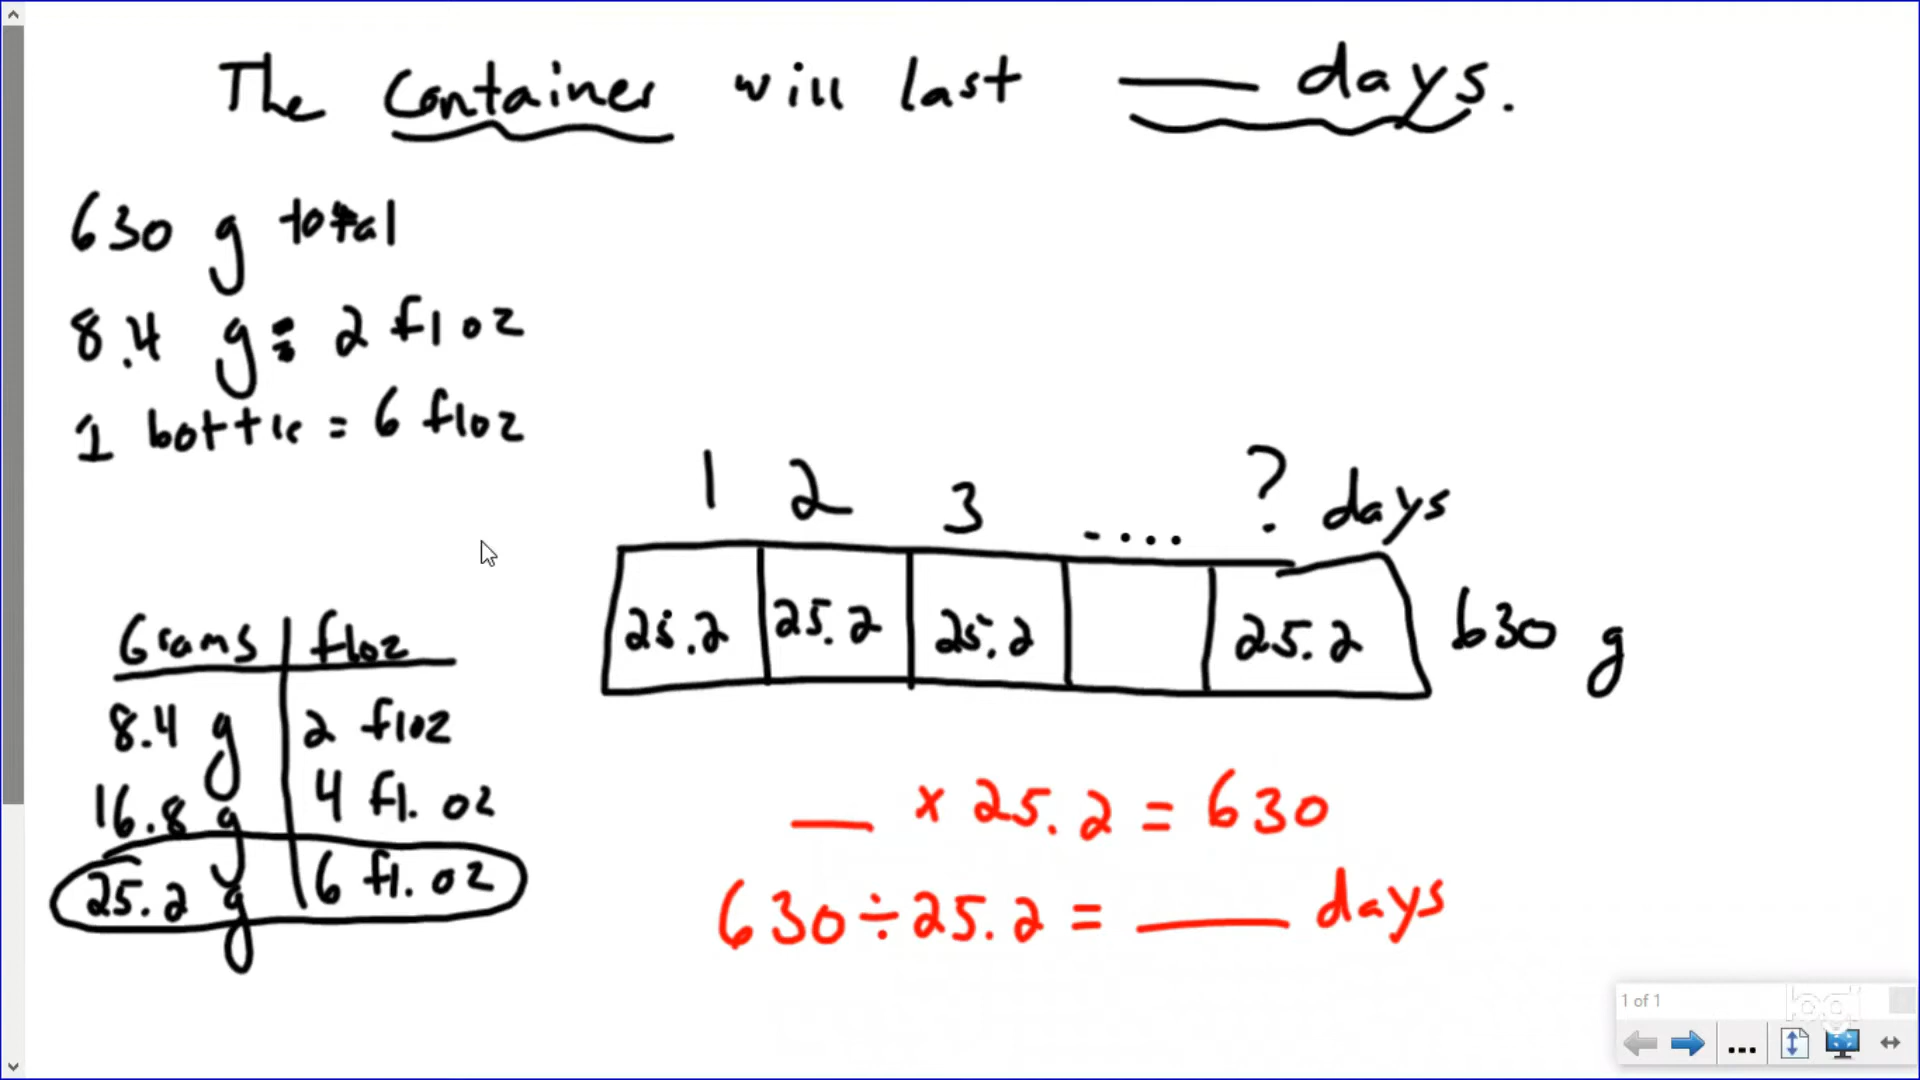 The container will last ___ days.
630 g total
8.4 g = 2 fl oz
1 bottle = 6 fl oz
1 2 3 .... ? days
25.2 25.2 25.2 25.2 630 g
Grams fl oz
8.4 g 2 fl oz
16.8 g 4 fl. oz
25.2 g 6 fl. oz
___ x 25.2 = 630
630 ÷ 25.2 = ___ days
1 of 1
logi